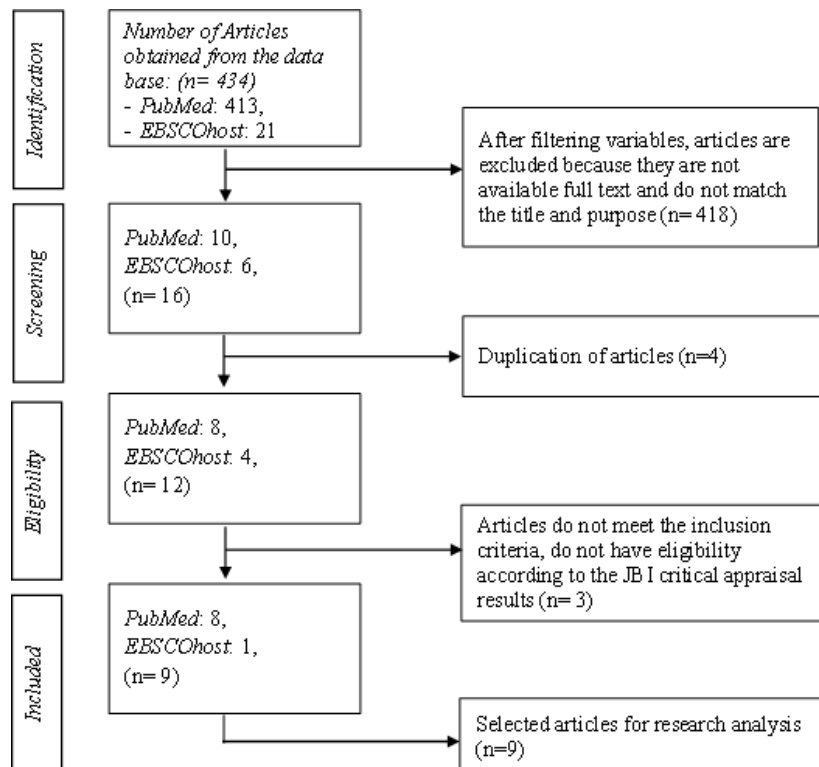 Identification
Number of Articles
obtained from the data
base: (n= 434)
- PubMed: 413,
- EBSCOhost: 21
After filtering variables, articles are
excluded because they are not
available full text and do not match
the title and purpose (n= 418)
Screening
PubMed: 10,
EBSCOhost: 6,
(n= 16)
Duplication of articles (n=4)
Eligibility
PubMed: 8,
EBSCOhost: 4,
(n= 12)
Articles do not meet the inclusion
criteria, do not have eligibility
according to the JBI critical appraisal
results (n= 3)
Included
PubMed: 8,
EBSCOhost: 1,
(n= 9)
Selected articles for research analysis
(n=9)